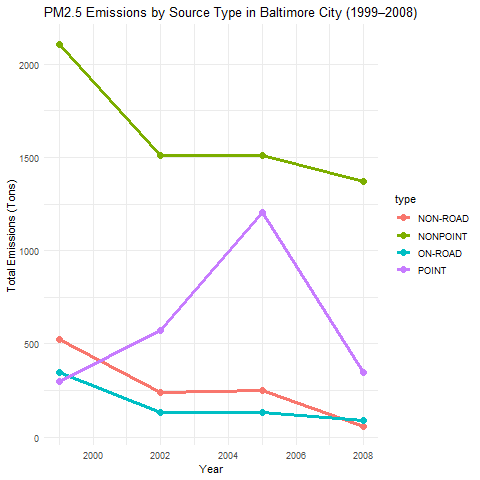 PM2.5 Emissions by Source Type in Baltimore City (1999–2008)
Total Emissions (Tons)
2000
1500
1000
500
0
2000
2002
2004
2006
2008
Year
type
NON-ROAD
NONPOINT
ON-ROAD
POINT